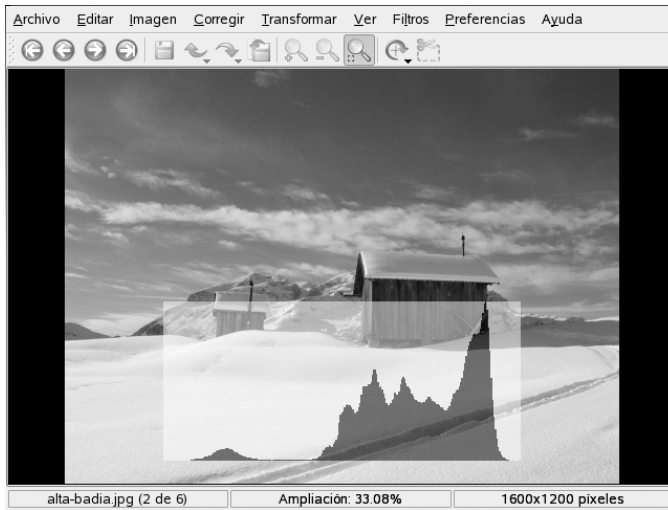 Archivo Editar Imagen Corregir Transformar Ver Filtros Preferencias Ayuda
alta-badia.jpg (2 de 6) Ampliación: 33.08% 1600x1200 píxeles